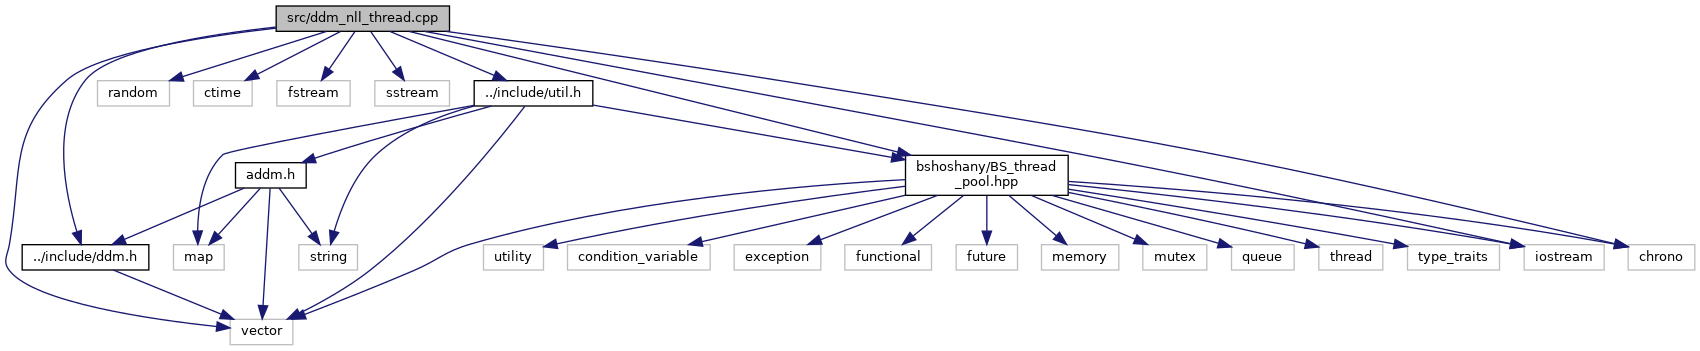 src/ddm_nll_thread.cpp
random
ctime
fstream
sstream
../include/util.h
bshoshany/BS_thread
_pool.hpp
addm.h
../include/ddm.h
map
string
utility
condition_variable
exception
functional
future
memory
mutex
queue
thread
type_traits
iostream
chrono
vector